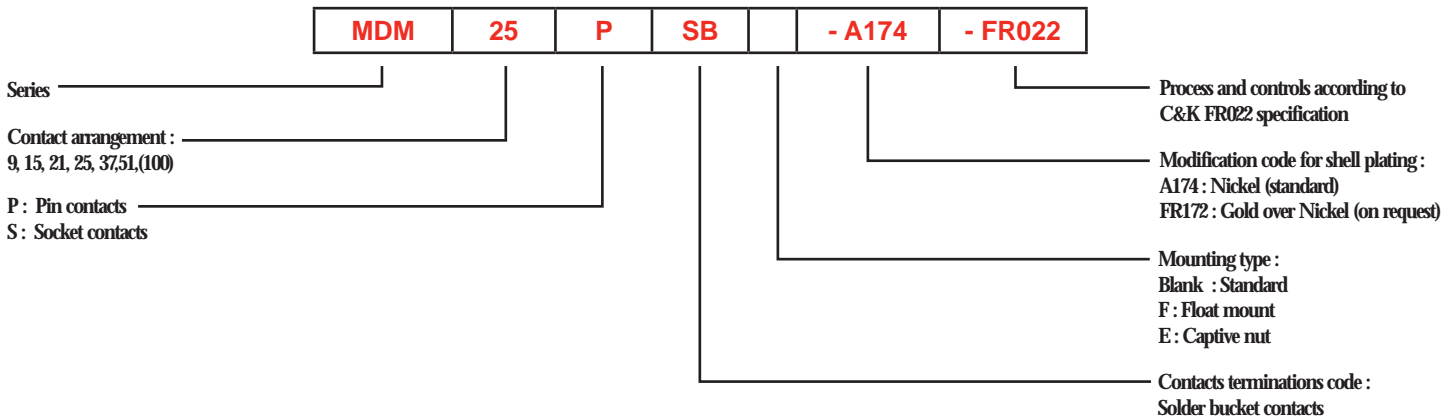 MDM 25 P SB - A174 - FR022
Series
Contact arrangement :
9, 15, 21, 25, 37,51,(100)
P : Pin contacts
S : Socket contacts
Process and controls according to
C&K FR022 specification
Modification code for shell plating :
A174 : Nickel (standard)
FR172 : Gold over Nickel (on request)
Mounting type :
Blank : Standard
F : Float mount
E : Captive nut
Contacts terminations code :
Solder bucket contacts